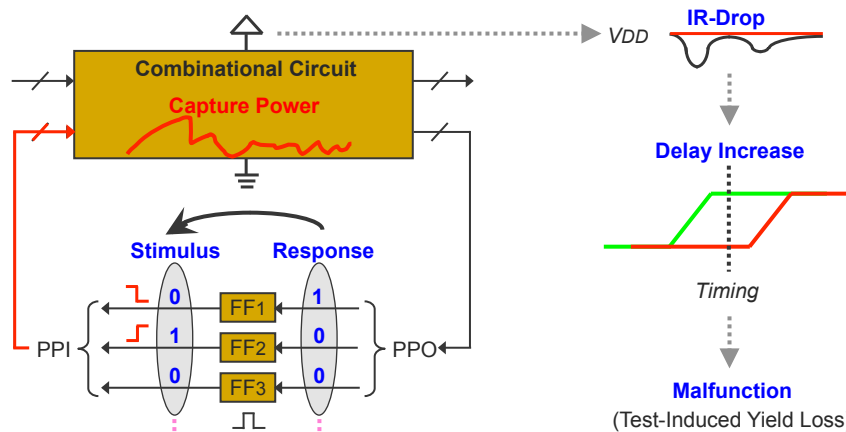 IR-Drop
VDD
Combinational Circuit
Capture Power
Delay Increase
Stimulus Response
0 FF1 1
Timing
PPI 1 FF2 0 PPO
0 FF3 0
Malfunction
(Test-Induced Yield Loss